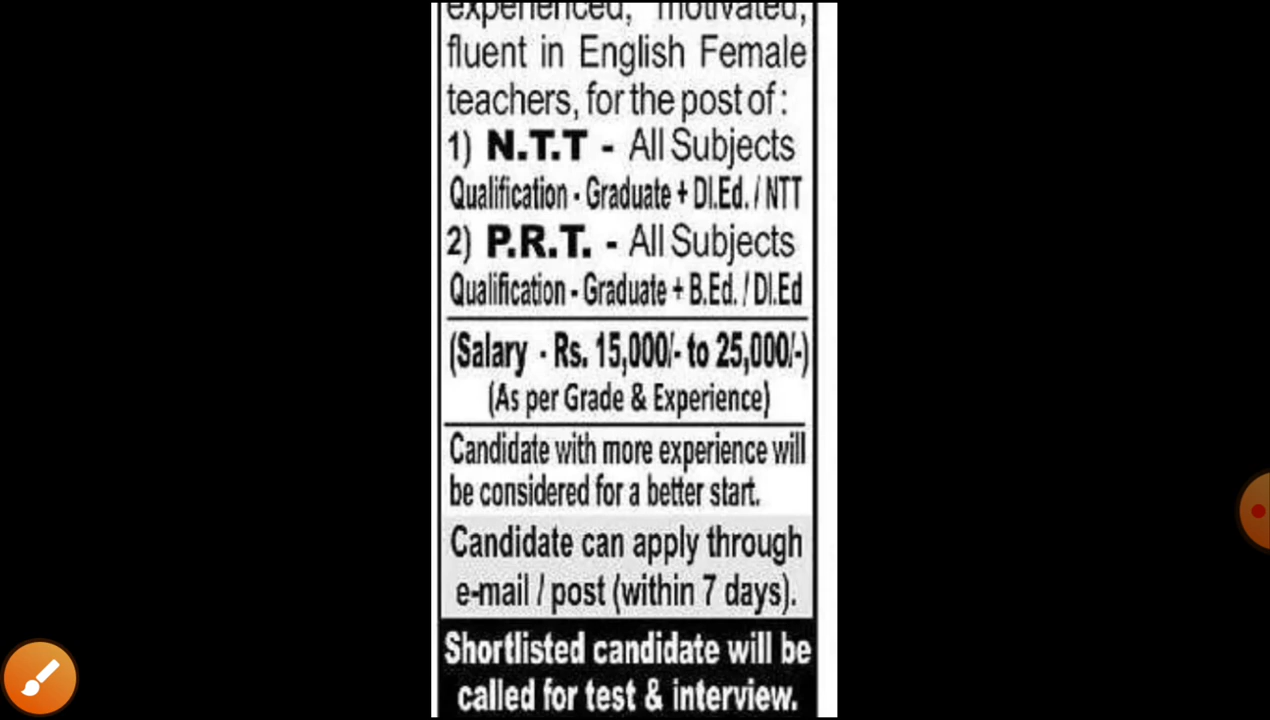 experienced, motivated,
fluent in English Female
teachers, for the post of :
1) N.T.T - All Subjects
Qualification - Graduate + Dl.Ed. / NTT
2) P.R.T. - All Subjects
Qualification - Graduate + B.Ed. / Dl.Ed
(Salary - Rs. 15,000/- to 25,000/-)
(As per Grade & Experience)
Candidate with more experience will
be considered for a better start.
Candidate can apply through
e-mail / post (within 7 days).
Shortlisted candidate will be
called for test & interview.